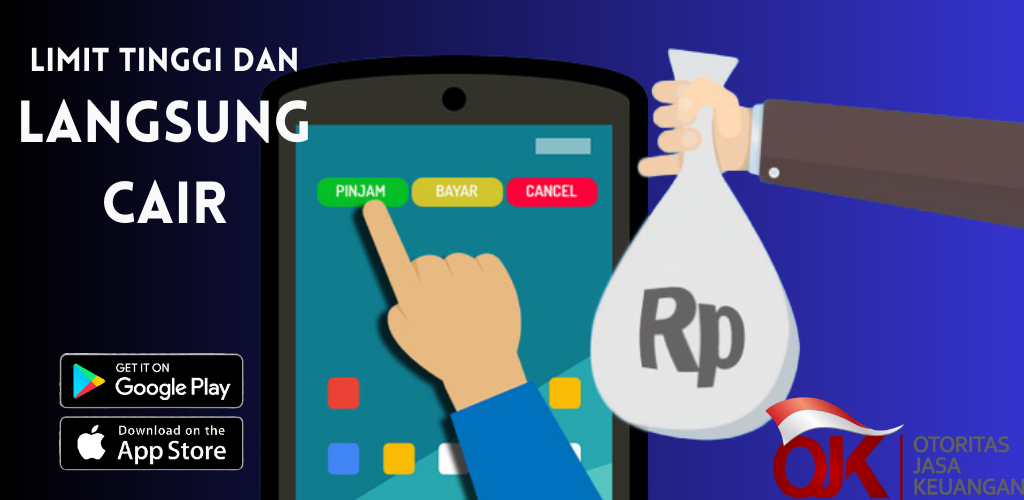 LIMIT TINGGI DAN
LANGSUNG
CAIR
PINJAM BAYAR CANCEL
Rp
GET IT ON
Google Play
Download on the
App Store
OJK
OTORITAS
JASA
KEUANGAN